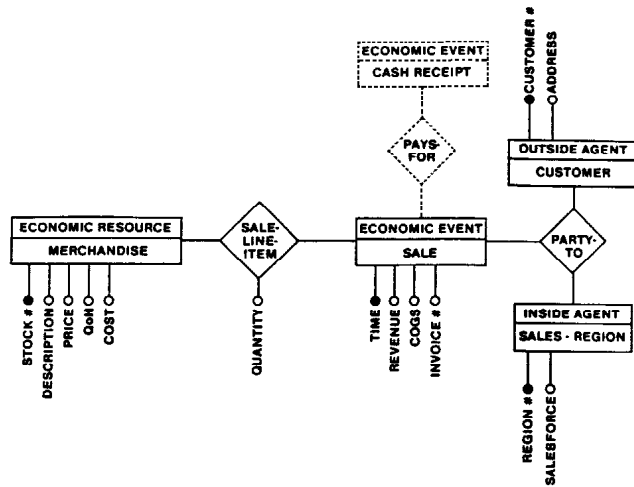 ECONOMIC EVENT
CASH RECEIPT
CUSTOMER #
ADDRESS
PAYS-
FOR
OUTSIDE AGENT
CUSTOMER
ECONOMIC RESOURCE
MERCHANDISE
SALE-
LINE-
ITEM
ECONOMIC EVENT
SALE
PARTY-
TO
STOCK #
DESCRIPTION
PRICE
QoH
COST
QUANTITY
TIME
REVENUE
COGS
INVOICE #
INSIDE AGENT
SALES - REGION
REGION #
SALESFORCE